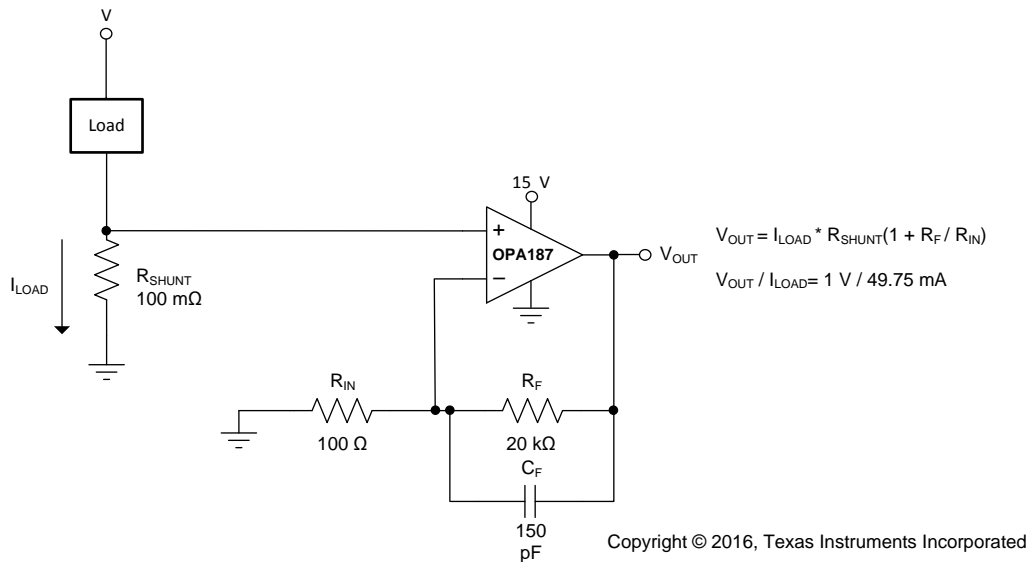 V
Load
15 V
+
OPA187
−
V_OUT
V_OUT = I_LOAD * R_SHUNT(1 + R_F / R_IN)
V_OUT / I_LOAD= 1 V / 49.75 mA
I_LOAD
R_SHUNT
100 mΩ
R_IN
100 Ω
R_F
20 kΩ
C_F
150
pF
Copyright © 2016, Texas Instruments Incorporated